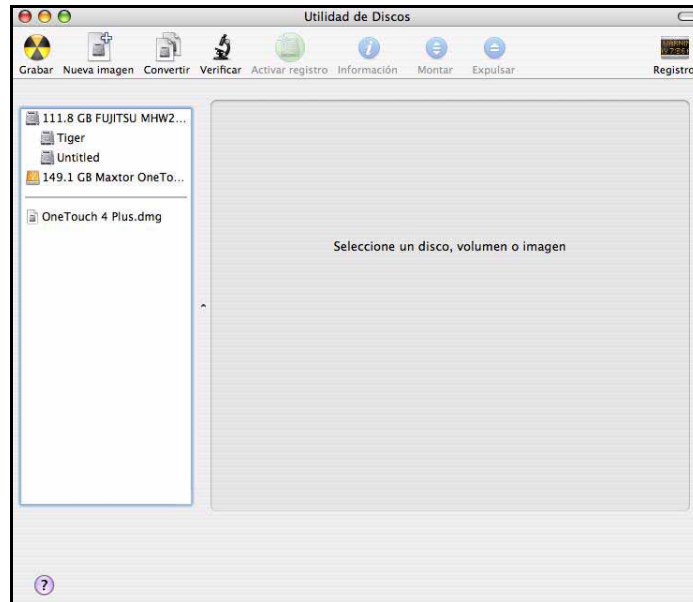 Utilidad de Discos
Grabar Nueva imagen Convertir Verificar Activar registro Información Montar Expulsar Registro
111.8 GB FUJITSU MHW2...
Tiger
Untitled
149.1 GB Maxtor OneTo...
OneTouch 4 Plus.dmg
Seleccione un disco, volumen o imagen
?